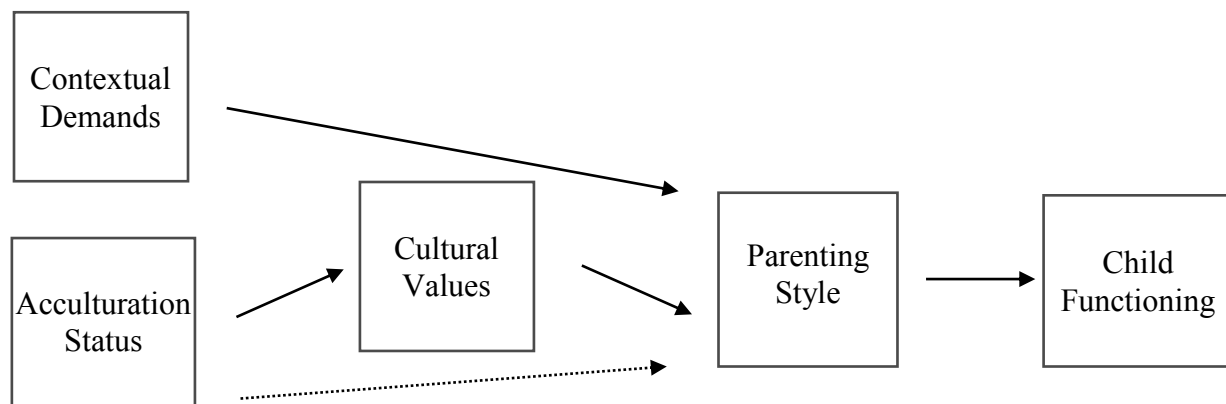 Contextual
Demands
Acculturation
Status
Cultural
Values
Parenting
Style
Child
Functioning